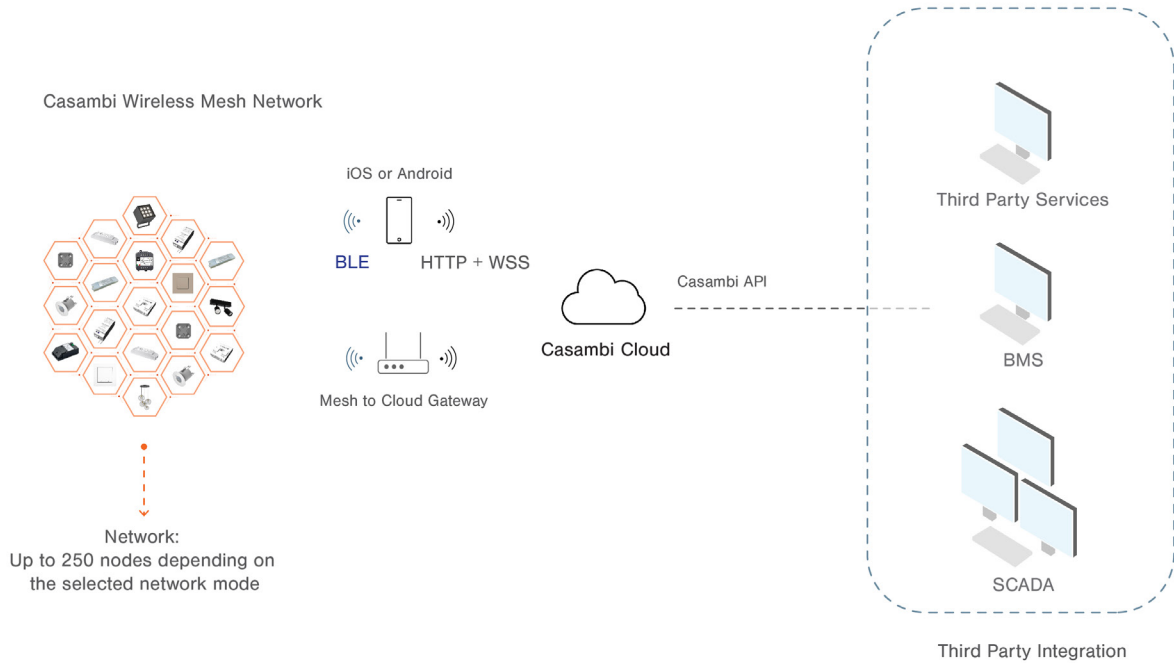 Casambi Wireless Mesh Network
iOS or Android
BLE
HTTP + WSS
Mesh to Cloud Gateway
Casambi Cloud
Casambi API
Network:
Up to 250 nodes depending on
the selected network mode
Third Party Services
BMS
SCADA
Third Party Integration